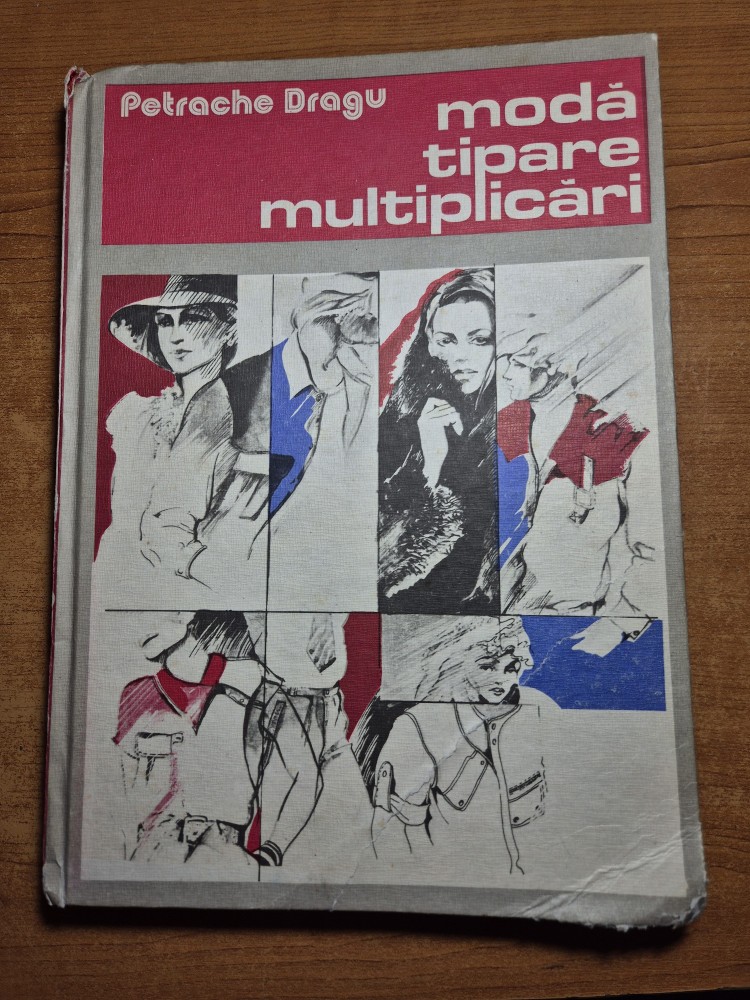 Petrache Dragu
modă
tipare
multiplicări